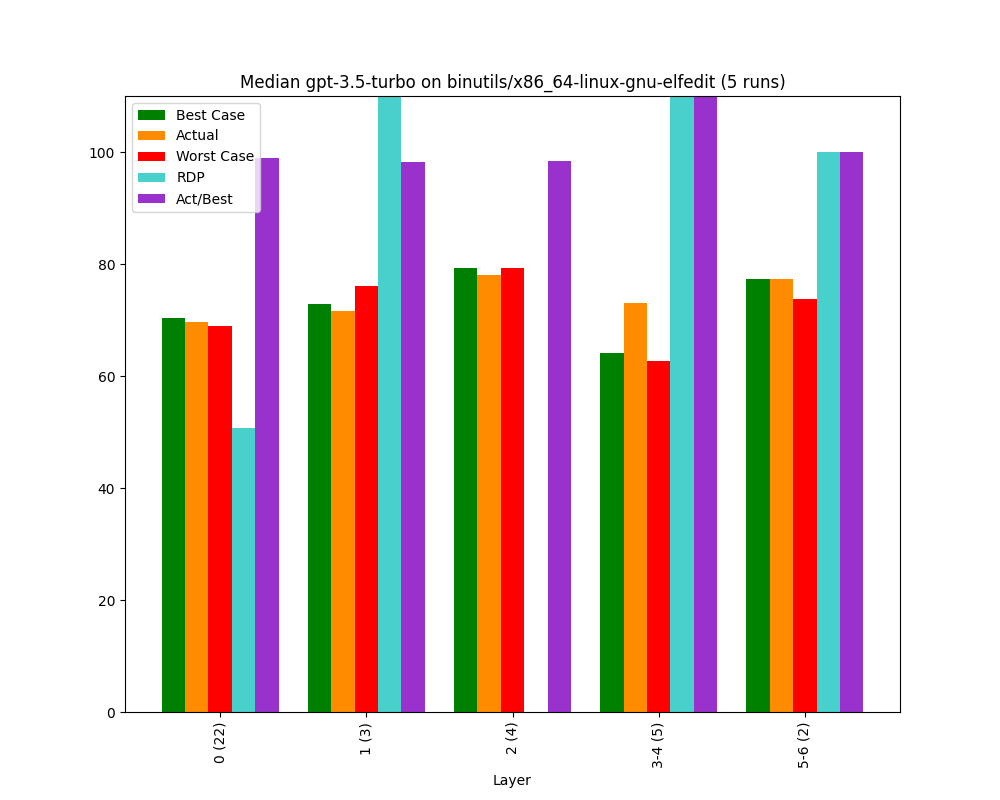 Median gpt-3.5-turbo on binutils/x86_64-linux-gnu-elfedit (5 runs)
Best Case
Actual
Worst Case
RDP
Act/Best
100
80
60
40
20
0
0 (22)
1 (3)
2 (4)
3-4 (5)
5-6 (2)
Layer